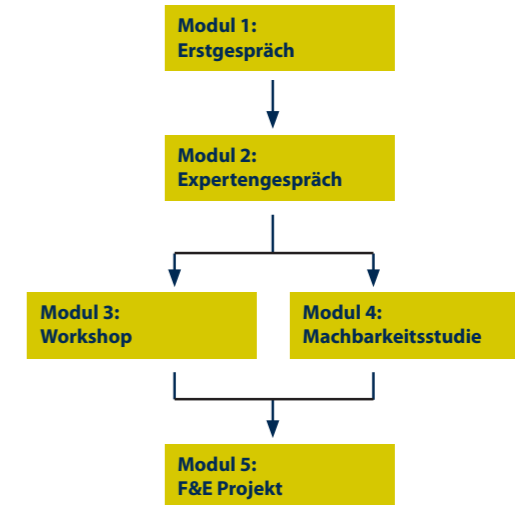 Modul 1:
Erstgespräch
Modul 2:
Expertengespräch
Modul 3:
Workshop
Modul 4:
Machbarkeitsstudie
Modul 5:
F&E Projekt